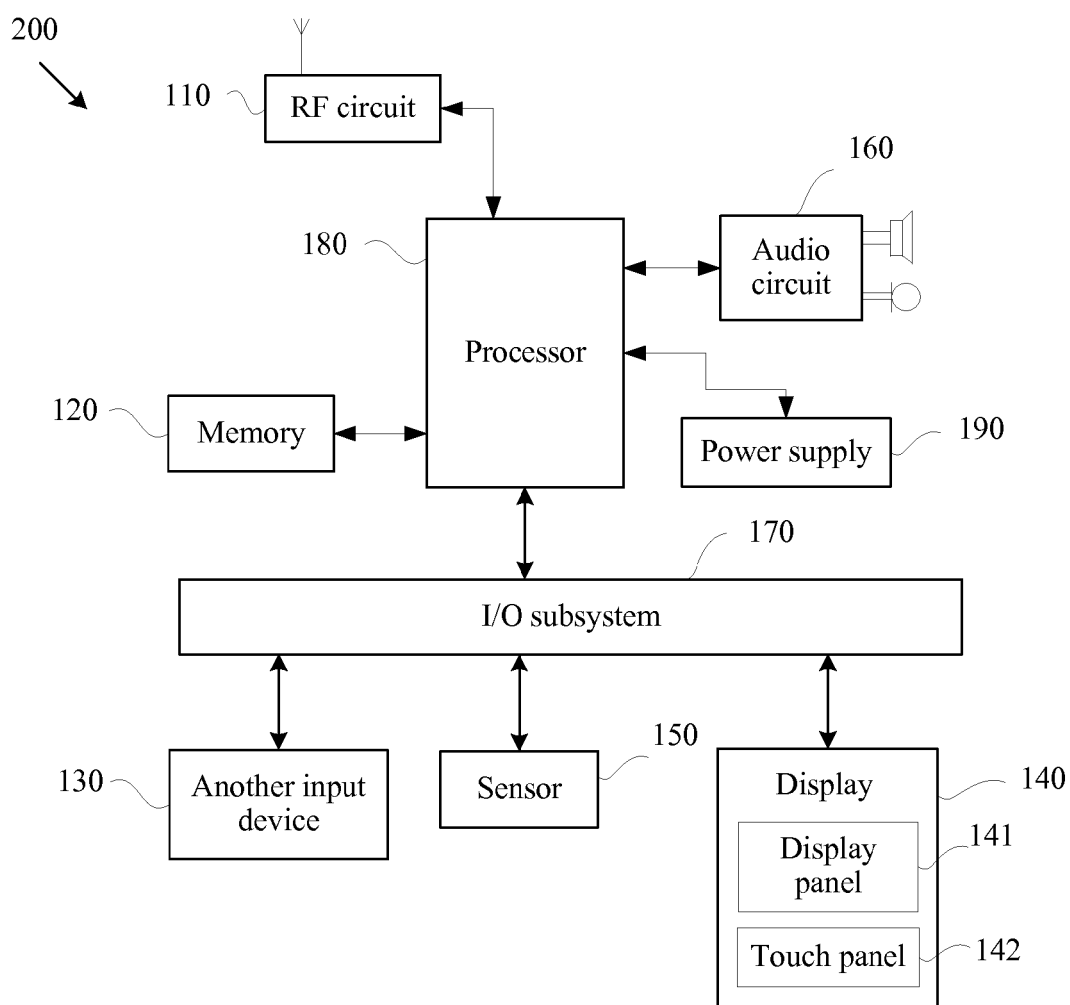 200
110
RF circuit
160
180
Audio
circuit
Processor
120
Memory
190
Power supply
170
I/O subsystem
130
Another input
device
150
Sensor
140
Display
141
Display
panel
142
Touch panel